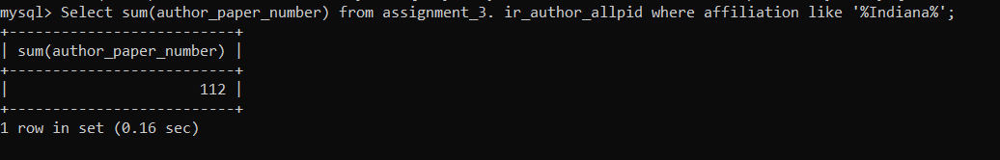 mysql> Select sum(author_paper_number) from assignment_3. ir_author_allpid where affiliation like '%Indiana%';
+-------------------------+
| sum(author_paper_number) |
+-------------------------+
| 112 |
+-------------------------+
1 row in set (0.16 sec)